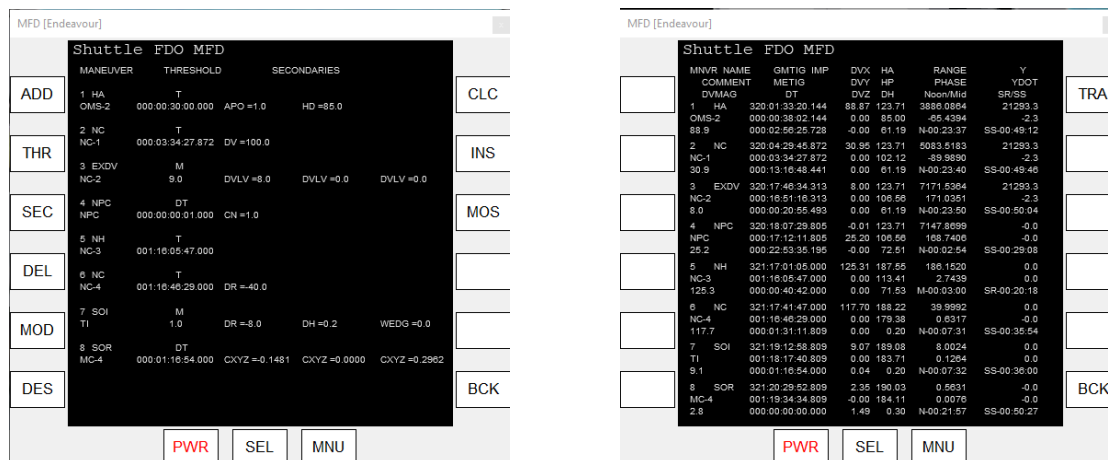 MFD [Endeavour]
Shuttle FDO MFD
MANEUVER THRESHOLD SECONDARIES
1 HA T
OMS-2 000:00:30:00.000 APO =1.0 HD =85.0
2 NC T
NC-1 000:03:34:27.872 DV =100.0
3 EXDV M
NC-2 9.0 DVLV =8.0 DVLV =0.0 DVLV =0.0
4 NPC DT
NPC 000:00:00:01.000 CN =1.0
5 NH T
NC-3 001:16:05:47.000
6 NC T
NC-4 001:16:46:29.000 DR =-40.0
7 SOI M
TI 1.0 DR =-8.0 DH =0.2 WEDG =0.0
8 SOR DT
MC-4 000:01:16:54.000 CXYZ =-0.1481 CXYZ =0.0000 CXYZ =0.2962
ADD
THR
SEC
DEL
MOD
DES
CLC
INS
MOS
BCK
PWR SEL MNU
MFD [Endeavour]
Shuttle FDO MFD
MNVR NAME GMTIG IMP DVX HA RANGE Y
COMMENT METIG DVY HP PHASE YDOT
DVMAG DT DVZ DH Noon/Mid SR/SS
1 HA 320:01:33:20.144 88.87 123.71 3886.0864 21293.3
OMS-2 000:00:38:02.144 0.00 85.00 -65.4394 -2.3
88.9 000:02:56:25.728 -0.00 61.19 N-00:23:37 SS-00:49:12
2 NC 320:04:29:45.872 30.95 123.71 5083.5183 21293.3
NC-1 000:03:34:27.872 0.00 102.12 -89.9890 -2.3
30.9 000:13:16:48.441 0.00 61.19 N-00:23:40 SS-00:49:46
3 EXDV 320:17:46:34.313 8.00 123.71 7171.5364 21293.3
NC-2 000:16:51:16.313 0.00 106.56 171.0351 -2.3
8.0 000:00:20:55.493 0.00 61.19 N-00:23:50 SS-00:50:04
4 NPC 320:18:07:29.805 -0.01 123.71 7147.8699 -0.0
NPC 000:17:12:11.805 25.20 106.56 168.7406 -0.0
25.2 000:22:53:35.195 -0.00 72.51 N-00:02:54 SS-00:29:08
5 NH 321:17:01:05.000 125.31 187.55 186.1520 0.0
NC-3 001:16:05:47.000 0.00 113.41 2.7439 0.0
125.3 000:00:40:42.000 0.00 71.53 M-00:03:00 SR-00:20:18
6 NC 321:17:41:47.000 117.70 188.22 39.9992 0.0
NC-4 001:16:46:29.000 0.00 179.38 0.6317 -0.0
117.7 000:01:31:11.809 0.00 0.20 N-00:07:31 SS-00:35:54
7 SOI 321:19:12:58.809 9.07 189.08 8.0024 0.0
TI 001:18:17:40.809 0.00 183.71 0.1264 0.0
9.1 000:01:16:54.000 0.04 0.20 N-00:07:32 SS-00:36:00
8 SOR 321:20:29:52.809 2.35 190.03 0.5631 -0.0
MC-4 001:19:34:34.809 -0.00 184.11 0.0076 -0.0
2.8 000:00:00:00.000 1.49 0.30 N-00:21:57 SS-00:50:27
TRA
BCK
PWR SEL MNU